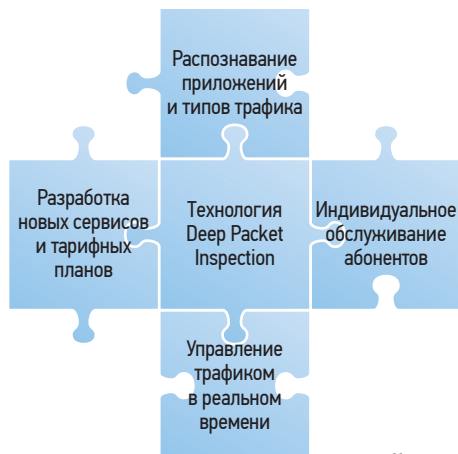 Распознавание
приложений
и типов трафика
Разработка
новых сервисов
и тарифных
планов
Технология
Deep Packet
Inspection
Индивидуальное
обслуживание
абонентов
Управление
трафиком
в реальном
времени